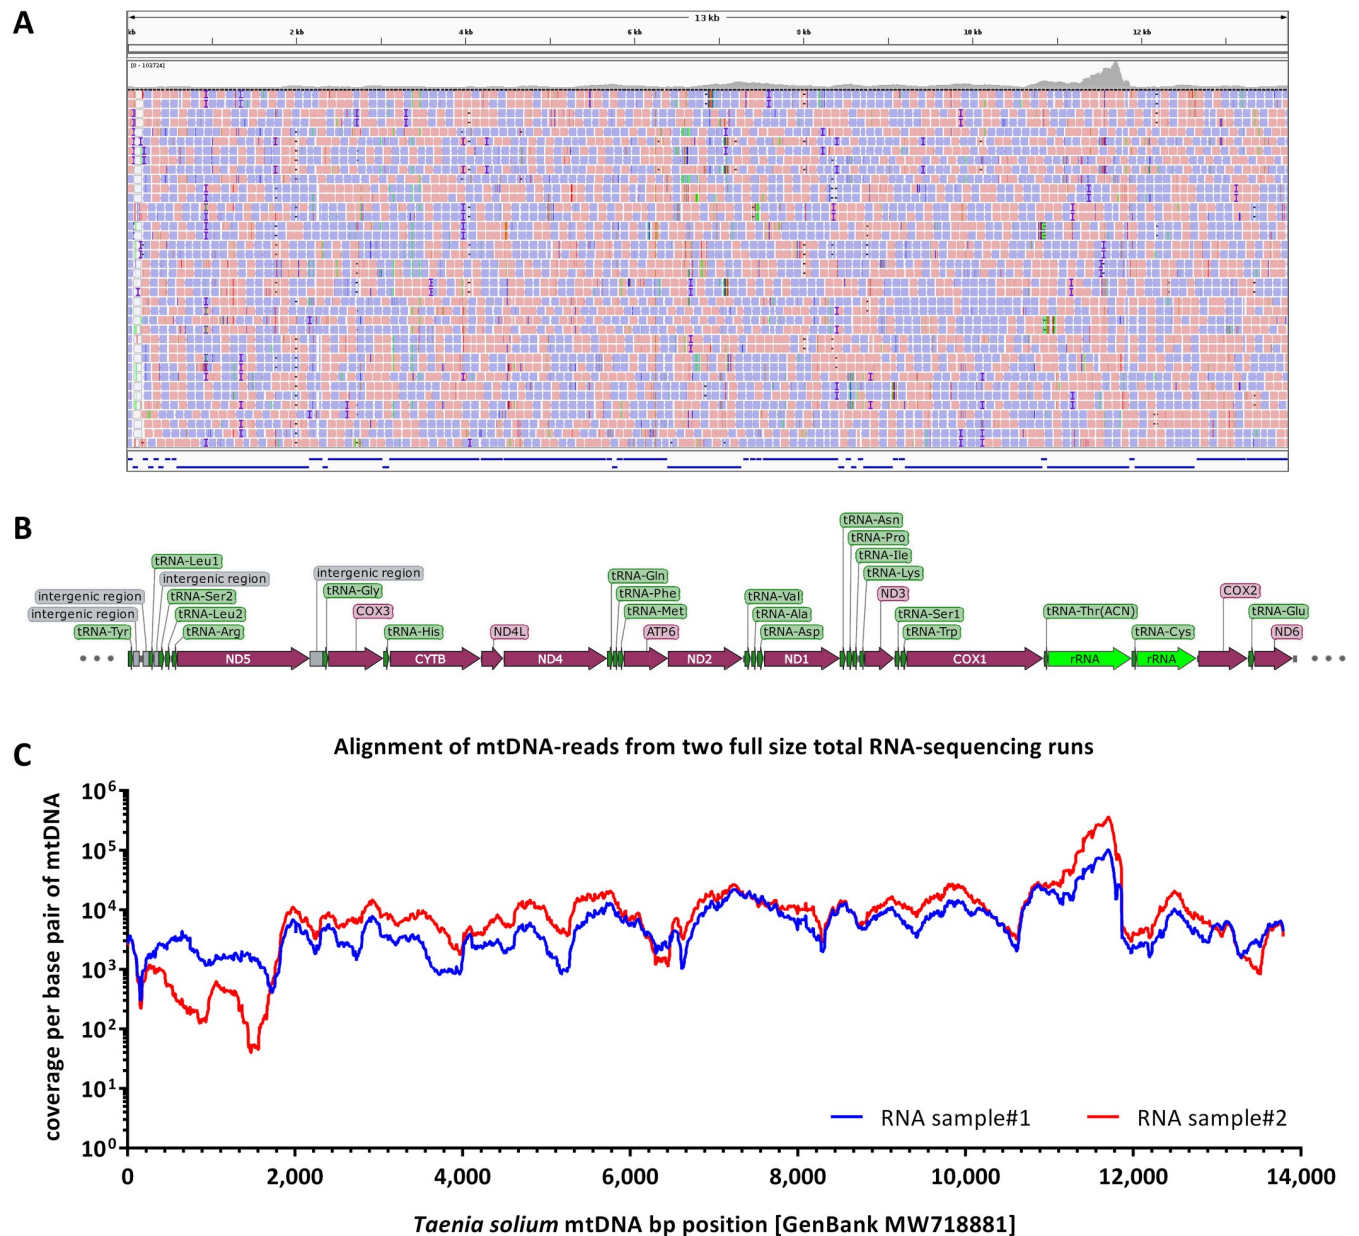 A
13 kb
kb
2 kb
4 kb
6 kb
8 kb
10 kb
12 kb
[0 - 103724]
B
tRNA-Asn
tRNA-Pro
tRNA-Ile
tRNA-Lys
tRNA-Leu1
intergenic region
intergenic region
tRNA-Ser2
intergenic region
tRNA-Leu2
intergenic region
tRNA-Tyr
tRNA-Arg
tRNA-Gly
COX3
tRNA-His
ND4L
tRNA-Gln
tRNA-Phe
tRNA-Met
ATP6
tRNA-Val
tRNA-Ala
tRNA-Asp
ND3
tRNA-Ser1
tRNA-Trp
tRNA-Thr(ACN)
tRNA-Cys
COX2
tRNA-Glu
ND6
ND5
CYTB
ND4
ND2
ND1
COX1
rRNA
rRNA
C
Alignment of mtDNA-reads from two full size total RNA-sequencing runs
coverage per base pair of mtDNA
10⁶
10⁵
10⁴
10³
10²
10¹
10⁰
RNA sample#1
RNA sample#2
0
2,000
4,000
6,000
8,000
10,000
12,000
14,000
Taenia solium mtDNA bp position [GenBank MW718881]